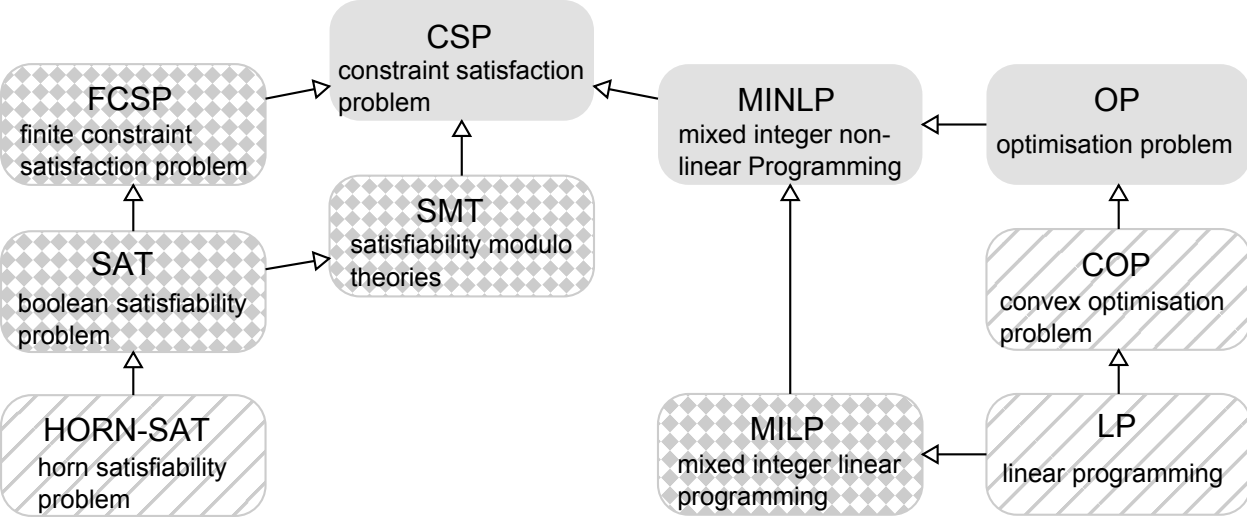 CSP
constraint satisfaction
problem
FCSP
finite constraint
satisfaction problem
MINLP
mixed integer non-
linear Programming
OP
optimisation problem
SMT
satisfiability modulo
theories
SAT
boolean satisfiability
problem
COP
convex optimisation
problem
HORN-SAT
horn satisfiability
problem
MILP
mixed integer linear
programming
LP
linear programming